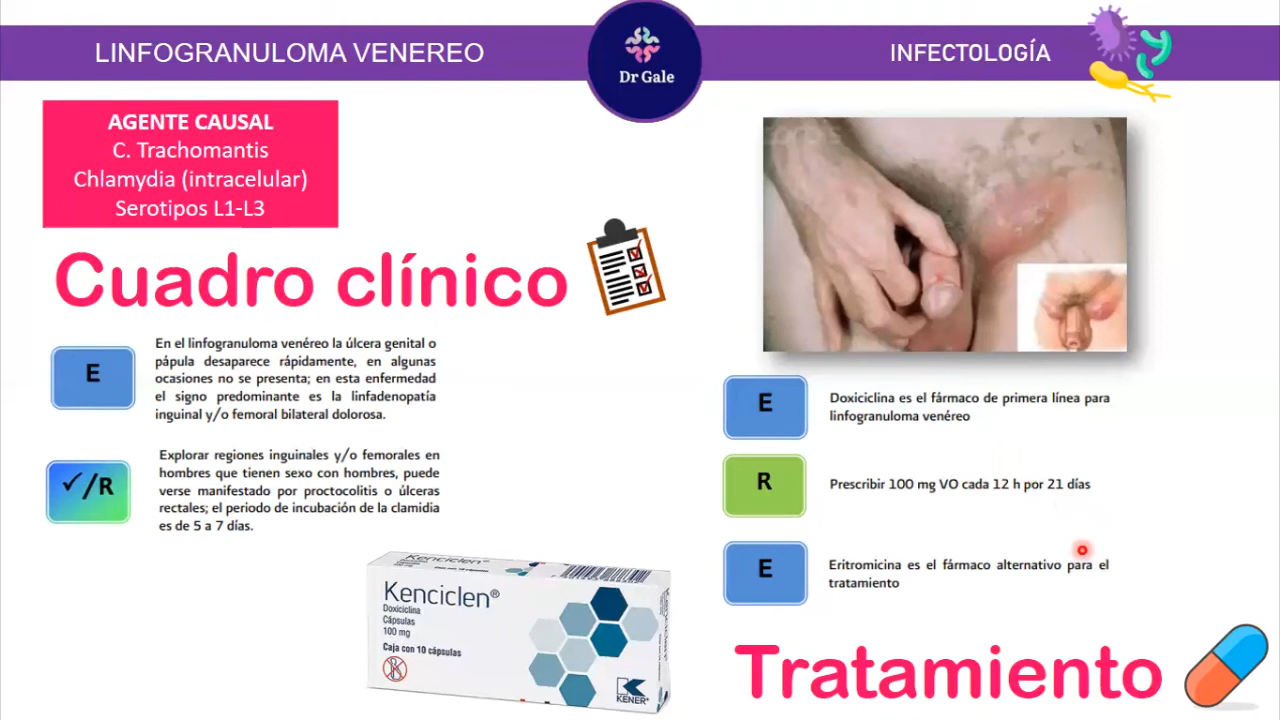 LINFOGRANULOMA VENEREO
Dr Gale
INFECTOLOGÍA
AGENTE CAUSAL
C. Trachomantis
Chlamydia (intracelular)
Serotipos L1-L3
Cuadro clínico
E
En el linfogranuloma venéreo la úlcera genital o
pápula desaparece rápidamente, en algunas
ocasiones no se presenta; en esta enfermedad
el signo predominante es la linfadenopatía
inguinal y/o femoral bilateral dolorosa.
✓/R
Explorar regiones inguinales y/o femorales en
hombres que tienen sexo con hombres, puede
verse manifestado por proctocolitis o úlceras
rectales; el periodo de incubación de la clamidia
es de 5 a 7 días.
Kenciclen®
Doxiciclina
Cápsulas
100 mg
Caja con 10 cápsulas
KENER®
E
Doxiciclina es el fármaco de primera línea para
linfogranuloma venéreo
R
Prescribir 100 mg VO cada 12 h por 21 días
E
Eritromicina es el fármaco alternativo para el
tratamiento
Tratamiento